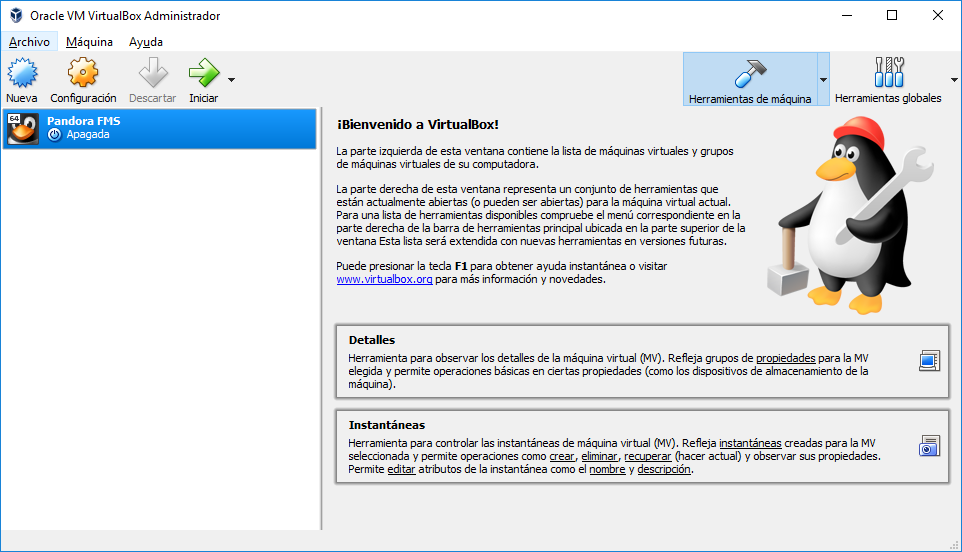 Oracle VM VirtualBox Administrador
Archivo Máquina Ayuda
Nueva Configuración Descartar Iniciar Herramientas de máquina Herramientas globales
64 Pandora FMS
Apagada
¡Bienvenido a VirtualBox!
La parte izquierda de esta ventana contiene la lista de máquinas virtuales y grupos
de máquinas virtuales de su computadora.
La parte derecha de esta ventana representa un conjunto de herramientas que
están actualmente abiertas (o pueden ser abiertas) para la máquina virtual actual.
Para una lista de herramientas disponibles compruebe el menú correspondiente en la
parte derecha de la barra de herramientas principal ubicada en la parte superior de la
ventana Esta lista será extendida con nuevas herramientas en versiones futuras.
Puede presionar la tecla F1 para obtener ayuda instantánea o visitar
www.virtualbox.org para más información y novedades.
Detalles
Herramienta para observar los detalles de la máquina virtual (MV). Refleja grupos de propiedades para la MV
elegida y permite operaciones básicas en ciertas propiedades (como los dispositivos de almacenamiento de la
máquina).
Instantáneas
Herramienta para controlar las instantáneas de máquina virtual (MV). Refleja instantáneas creadas para la MV
seleccionada y permite operaciones como crear, eliminar, recuperar (hacer actual) y observar sus propiedades.
Permite editar atributos de la instantánea como el nombre y descripción.